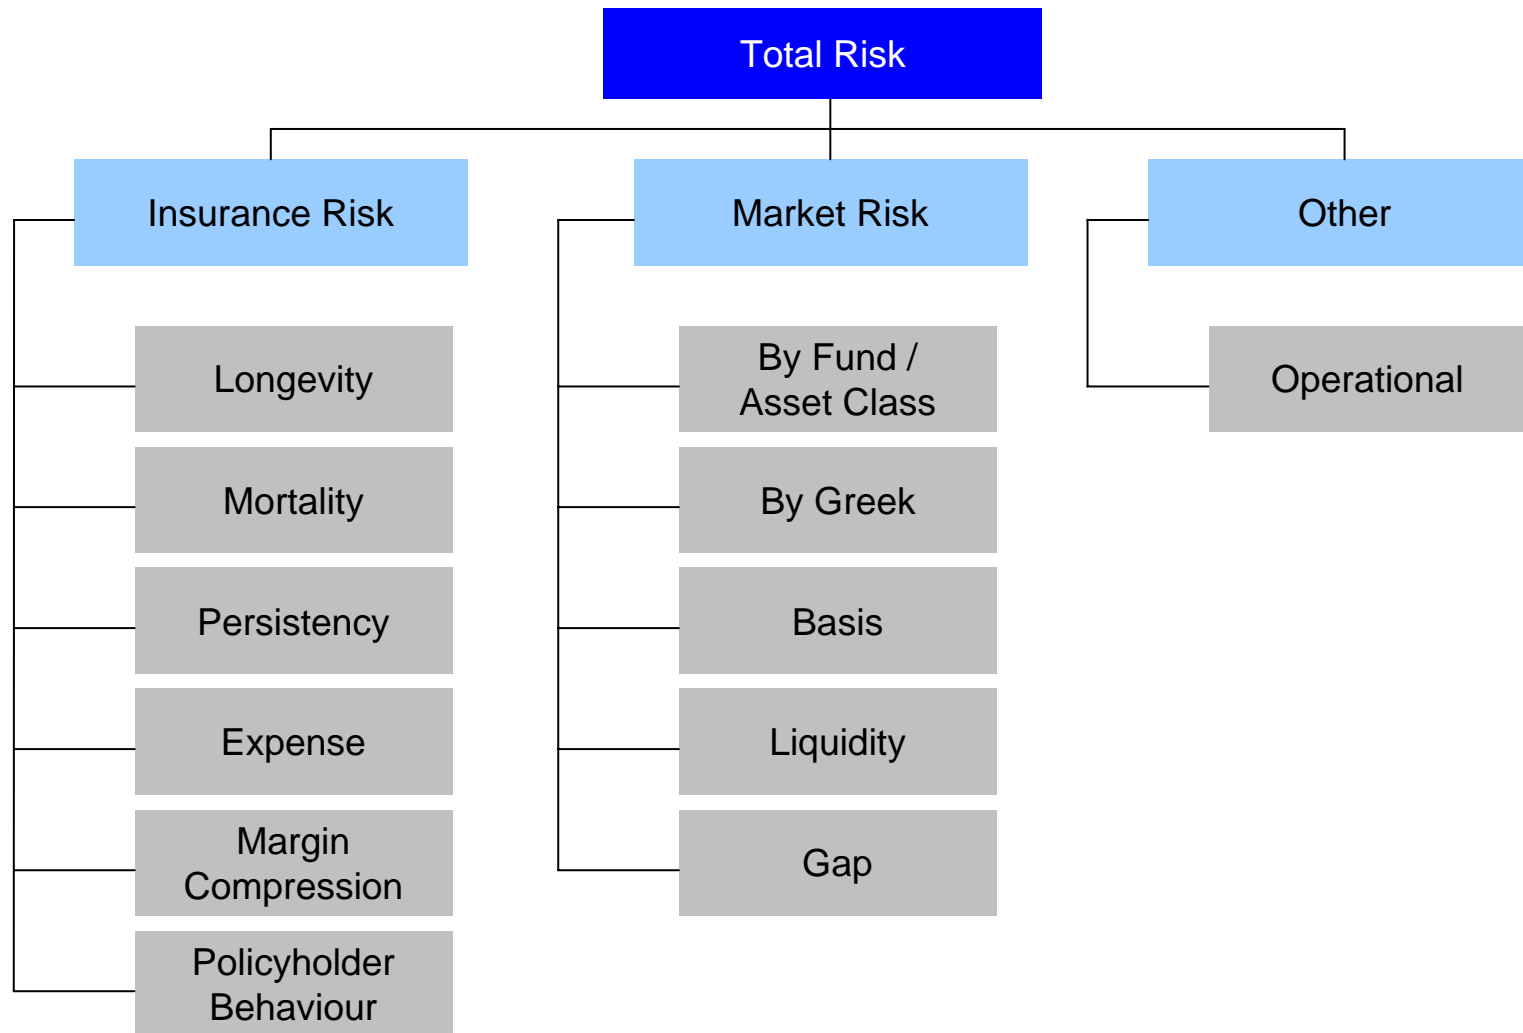 Total Risk
Insurance Risk
Market Risk
Other
Longevity
Mortality
Persistency
Expense
Margin
Compression
Policyholder
Behaviour
By Fund /
Asset Class
By Greek
Basis
Liquidity
Gap
Operational